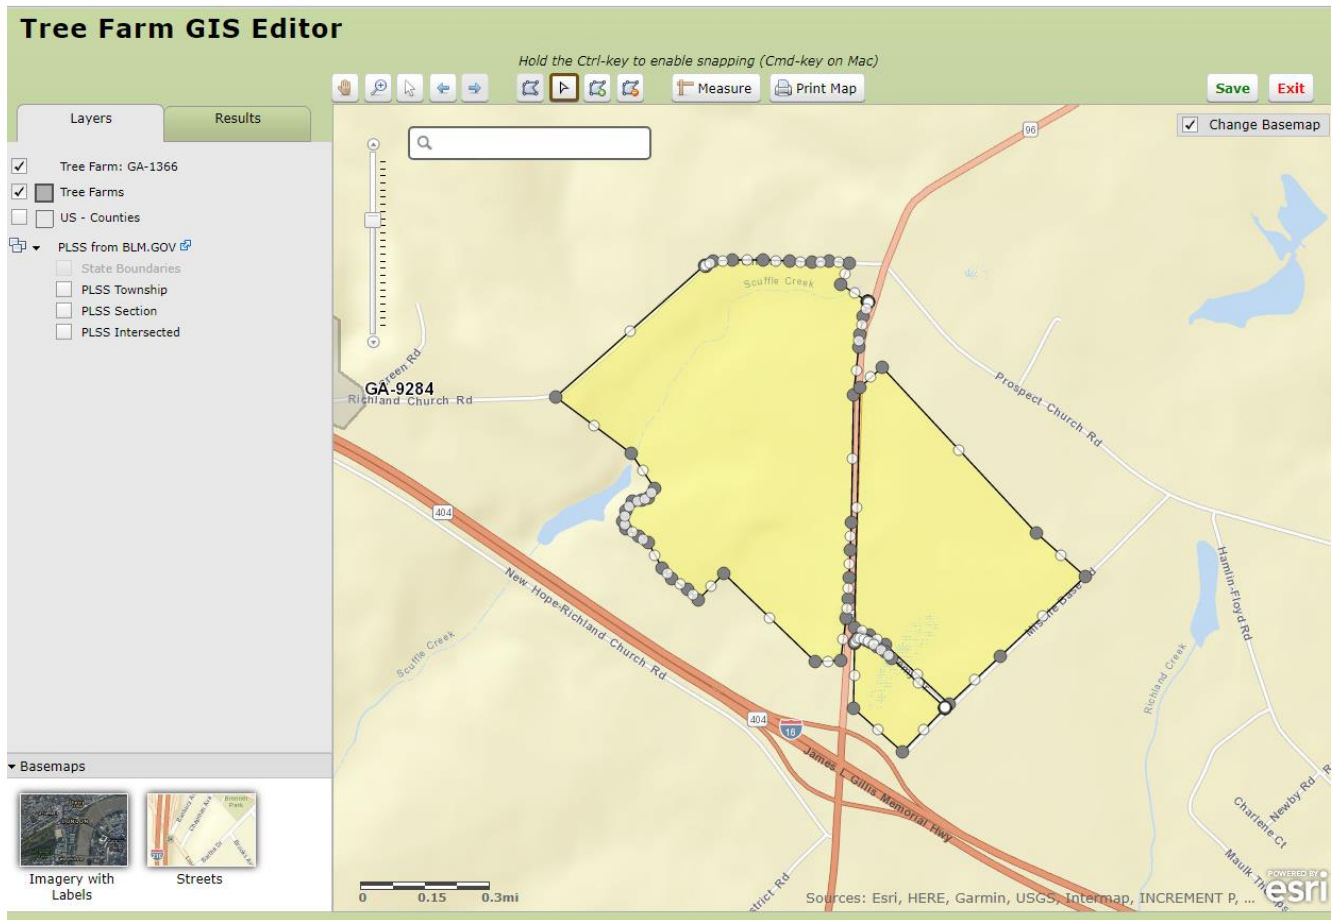 Tree Farm GIS Editor
Hold the Ctrl-key to enable snapping (Cmd-key on Mac)
Measure
Print Map
Save
Exit
Layers
Results
Change Basemap
Tree Farm: GA-1366
Tree Farms
US - Counties
PLSS from BLM.GOV
State Boundaries
PLSS Township
PLSS Section
PLSS Intersected
96
Scuffle Creek
Green Rd
GA-9284
Richland Church Rd
Prospect Church Rd
404
New Hope-Richland Church Rd
Hamlin-Floyd Rd
Scuffle Creek
Richland Creek
404
16
James L Gillis Memorial Hwy
Newby Rd
Charlene Ct
Maulk
strict Rd
Basemaps
Imagery with
Labels
Streets
0 0.15 0.3mi
Sources: Esri, HERE, Garmin, USGS, Intermap, INCREMENT P, ...
POWERED BY
esri